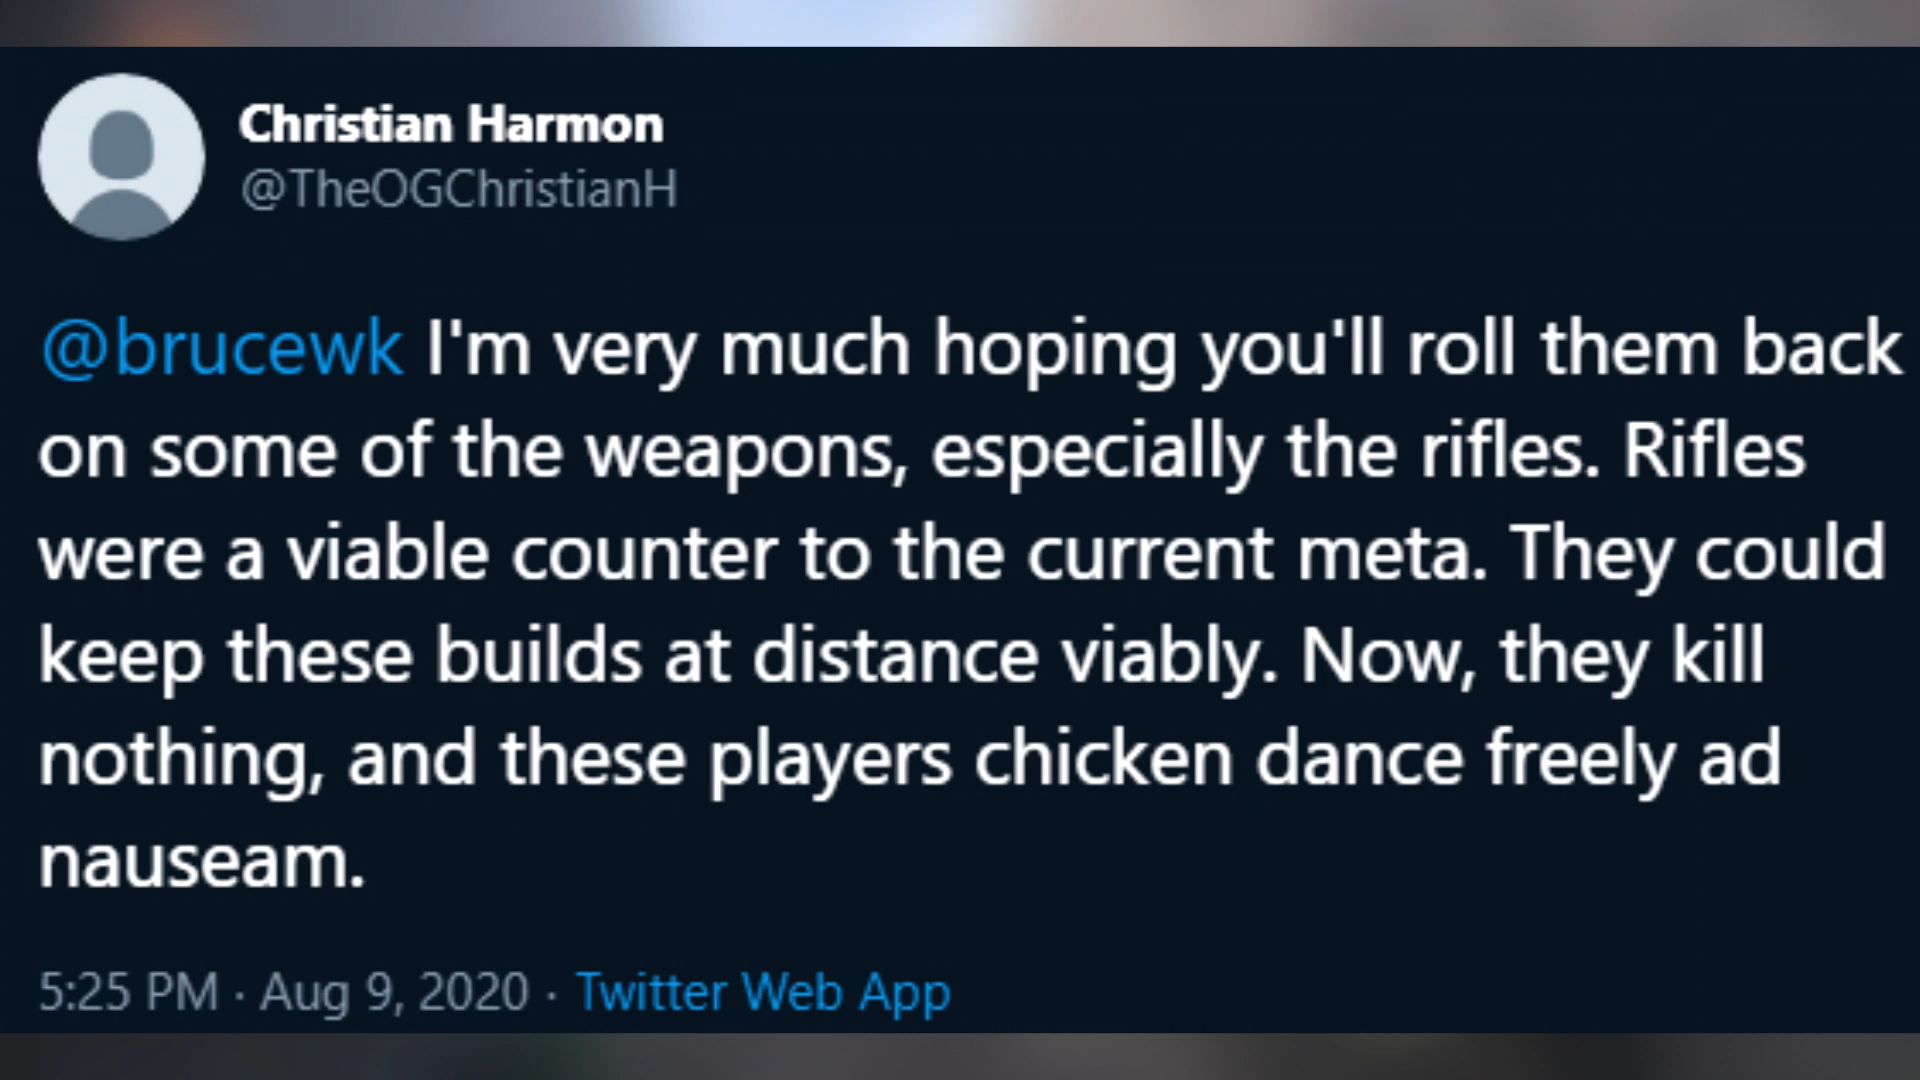 Christian Harmon
@TheOGChristianH
@brucewk I'm very much hoping you'll roll them back
on some of the weapons, especially the rifles. Rifles
were a viable counter to the current meta. They could
keep these builds at distance viably. Now, they kill
nothing, and these players chicken dance freely ad
nauseam.
5:25 PM · Aug 9, 2020 · Twitter Web App